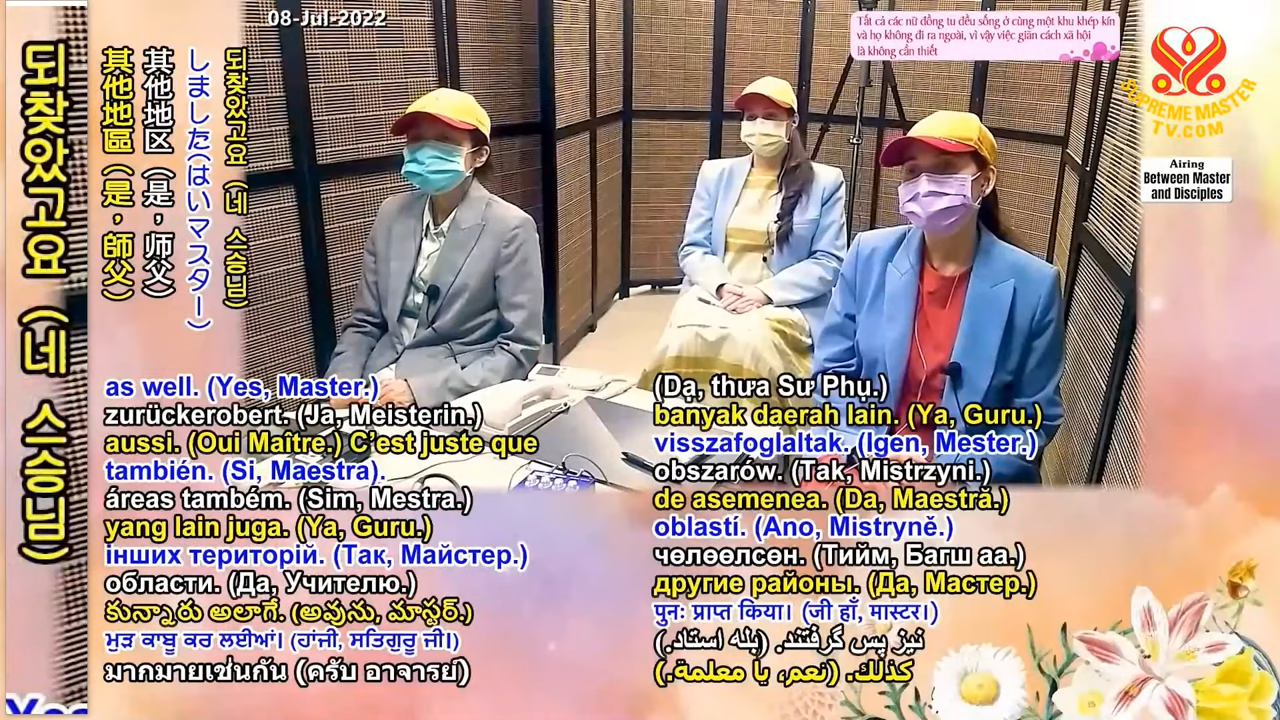 08-Jul-2022
Tất cả các nữ đồng tu đều sống ở cùng một khu khép kín
và họ không đi ra ngoài, vì vậy việc giãn cách xã hội
là không cần thiết
SUPREME MASTER
TV.COM
Airing
Between Master
and Disciples
되찾았고요 (네 스승님)
其他地區 (是，師父)
其他地区 (是，师父)
しました(はいマスター)
되찾았고요 (네 스승님)
as well. (Yes, Master.)
zurückerobert. (Ja, Meisterin.)
aussi. (Oui Maître.) C’est juste que
también. (Si, Maestra).
áreas também. (Sim, Mestra.)
yang lain juga. (Ya, Guru.)
інших територій. (Так, Майстер.)
области. (Да, Учителю.)
కున్నారు అలాగే. (అవును, మాస్టర్.)
ਮੁੜ ਕਾਬੂ ਕਰ ਲਈਆਂ। (ਹਾਂਜੀ, ਸਤਿਗੁਰੂ ਜੀ।)
มากมายเช่นกัน (ครับ อาจารย์)
(Dạ, thưa Sư Phụ.)
banyak daerah lain. (Ya, Guru.)
visszafoglaltak. (Igen, Mester.)
obszarów. (Tak, Mistrzyni.)
de asemenea. (Da, Maestră.)
oblastí. (Ano, Mistryně.)
чөлөөлсөн. (Тийм, Багш аа.)
другие районы. (Да, Мастер.)
पुनः प्राप्त किया। (जी हाँ, मास्टर।)
نیز پس گرفتند. (بله استاد.)
كذلك. (نعم، يا معلمة.)
Yes